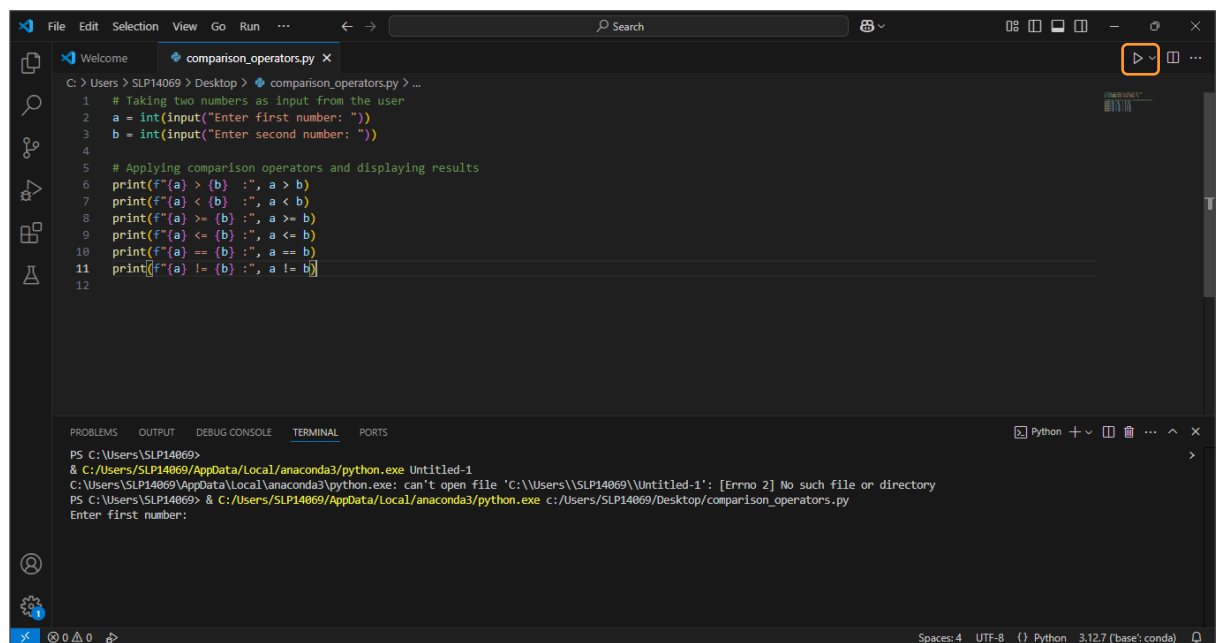 File Edit Selection View Go Run ··· Search
Welcome comparison_operators.py
C: > Users > SLP14069 > Desktop > comparison_operators.py > ...
1 # Taking two numbers as input from the user
2 a = int(input("Enter first number: "))
3 b = int(input("Enter second number: "))
4
5 # Applying comparison operators and displaying results
6 print(f"{a} > {b}  :", a > b)
7 print(f"{a} < {b}  :", a < b)
8 print(f"{a} >= {b} :", a >= b)
9 print(f"{a} <= {b} :", a <= b)
10 print(f"{a} == {b} :", a == b)
11 print(f"{a} != {b} :", a != b)
12
PROBLEMS OUTPUT DEBUG CONSOLE TERMINAL PORTS Python
PS C:\Users\SLP14069>
& C:/Users/SLP14069/AppData/Local/anaconda3/python.exe Untitled-1
C:\Users\SLP14069\AppData\Local\anaconda3\python.exe: can't open file 'C:\\Users\\SLP14069\\Untitled-1': [Errno 2] No such file or directory
PS C:\Users\SLP14069> & C:/Users/SLP14069/AppData/Local/anaconda3/python.exe c:/Users/SLP14069/Desktop/comparison_operators.py
Enter first number:
1
0 0 Spaces: 4 UTF-8 {} Python 3.12.7 ('base': conda)